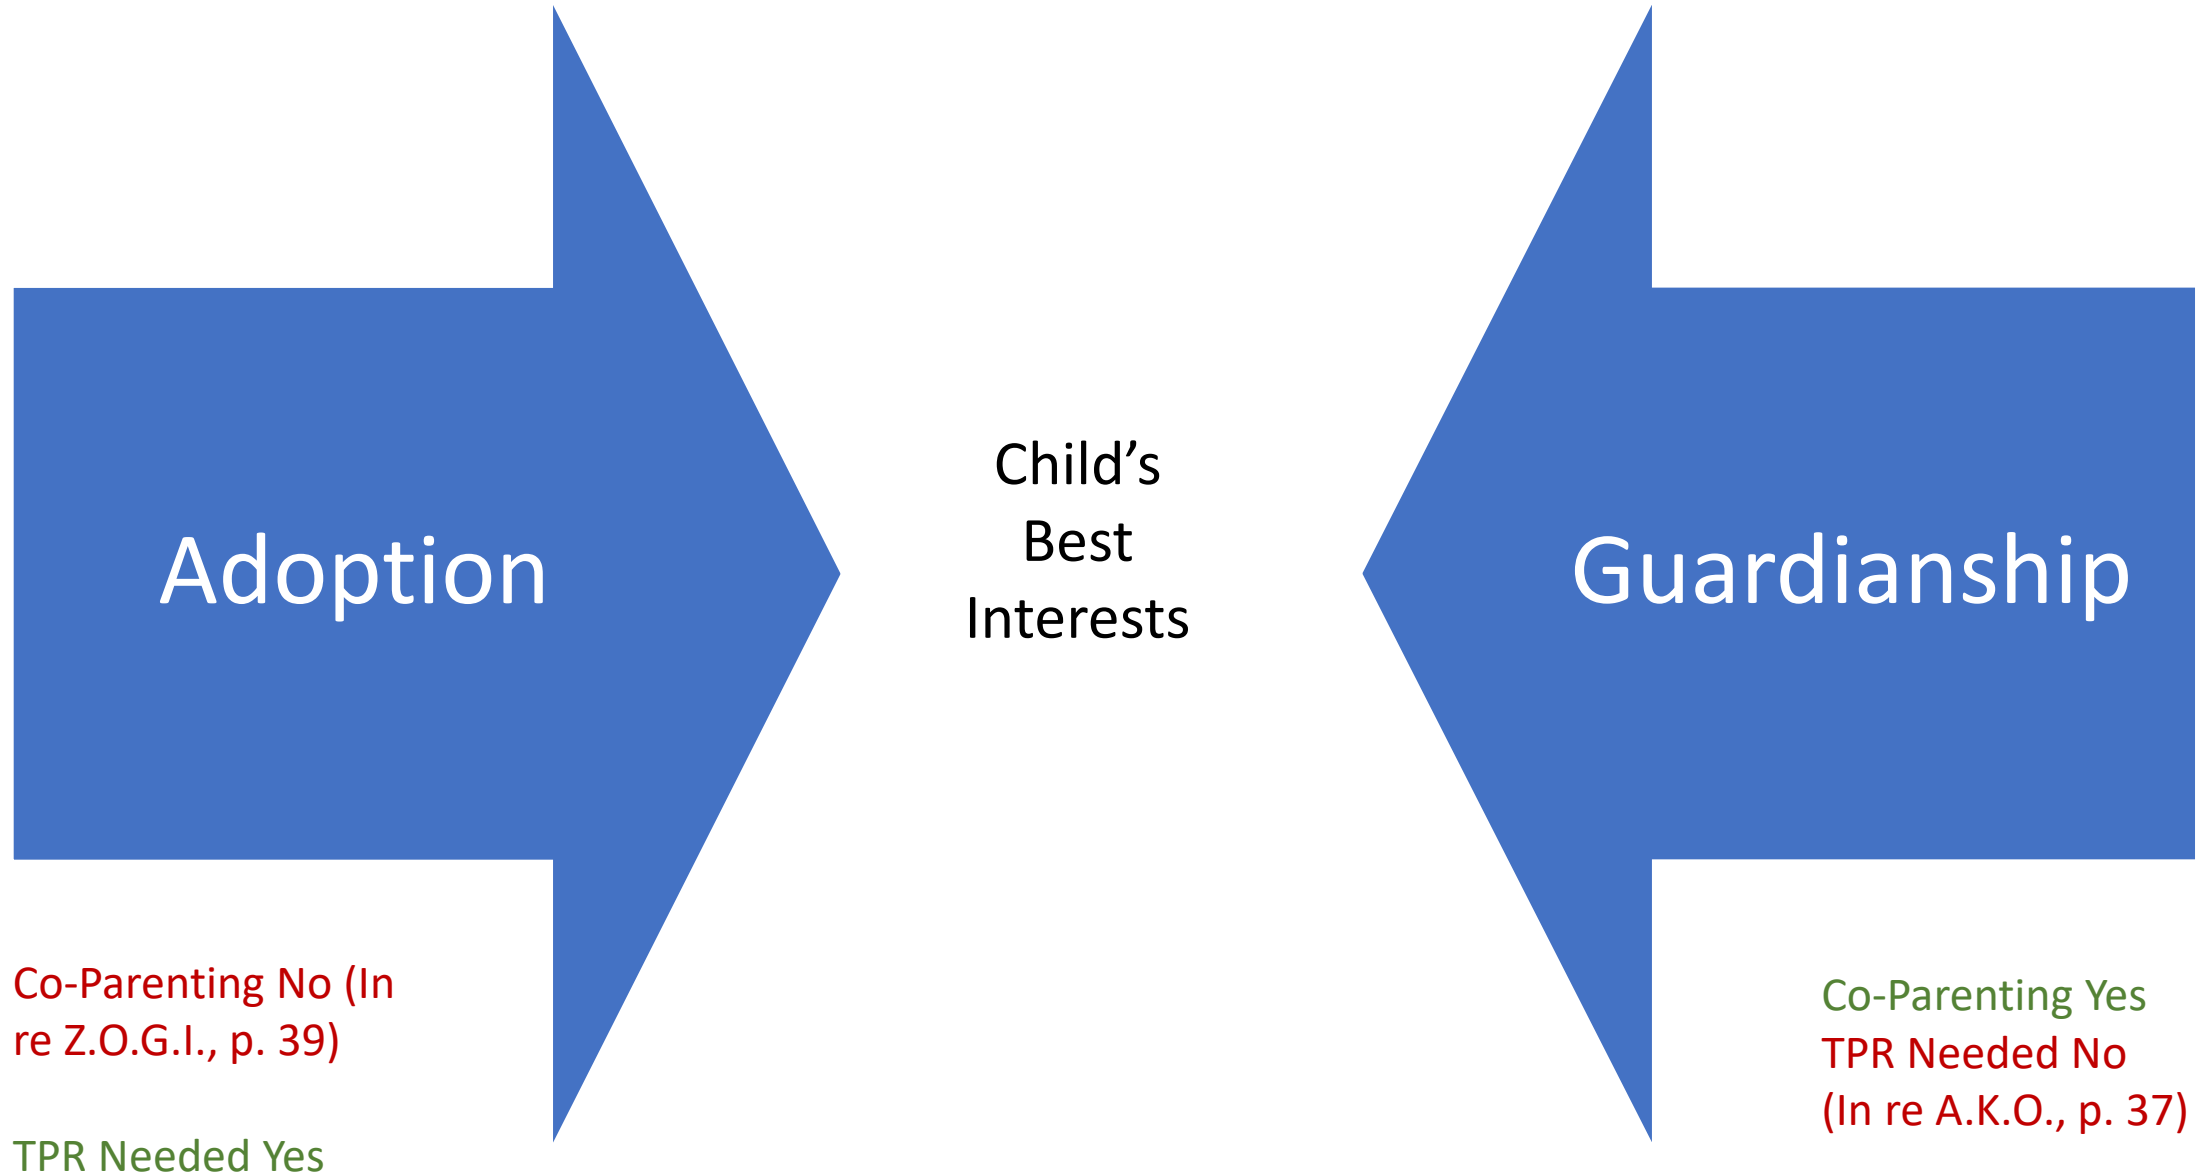 Adoption
Child’s
Best
Interests
Guardianship
Co-Parenting No (In
re Z.O.G.I., p. 39)
TPR Needed Yes
Co-Parenting Yes
TPR Needed No
(In re A.K.O., p. 37)